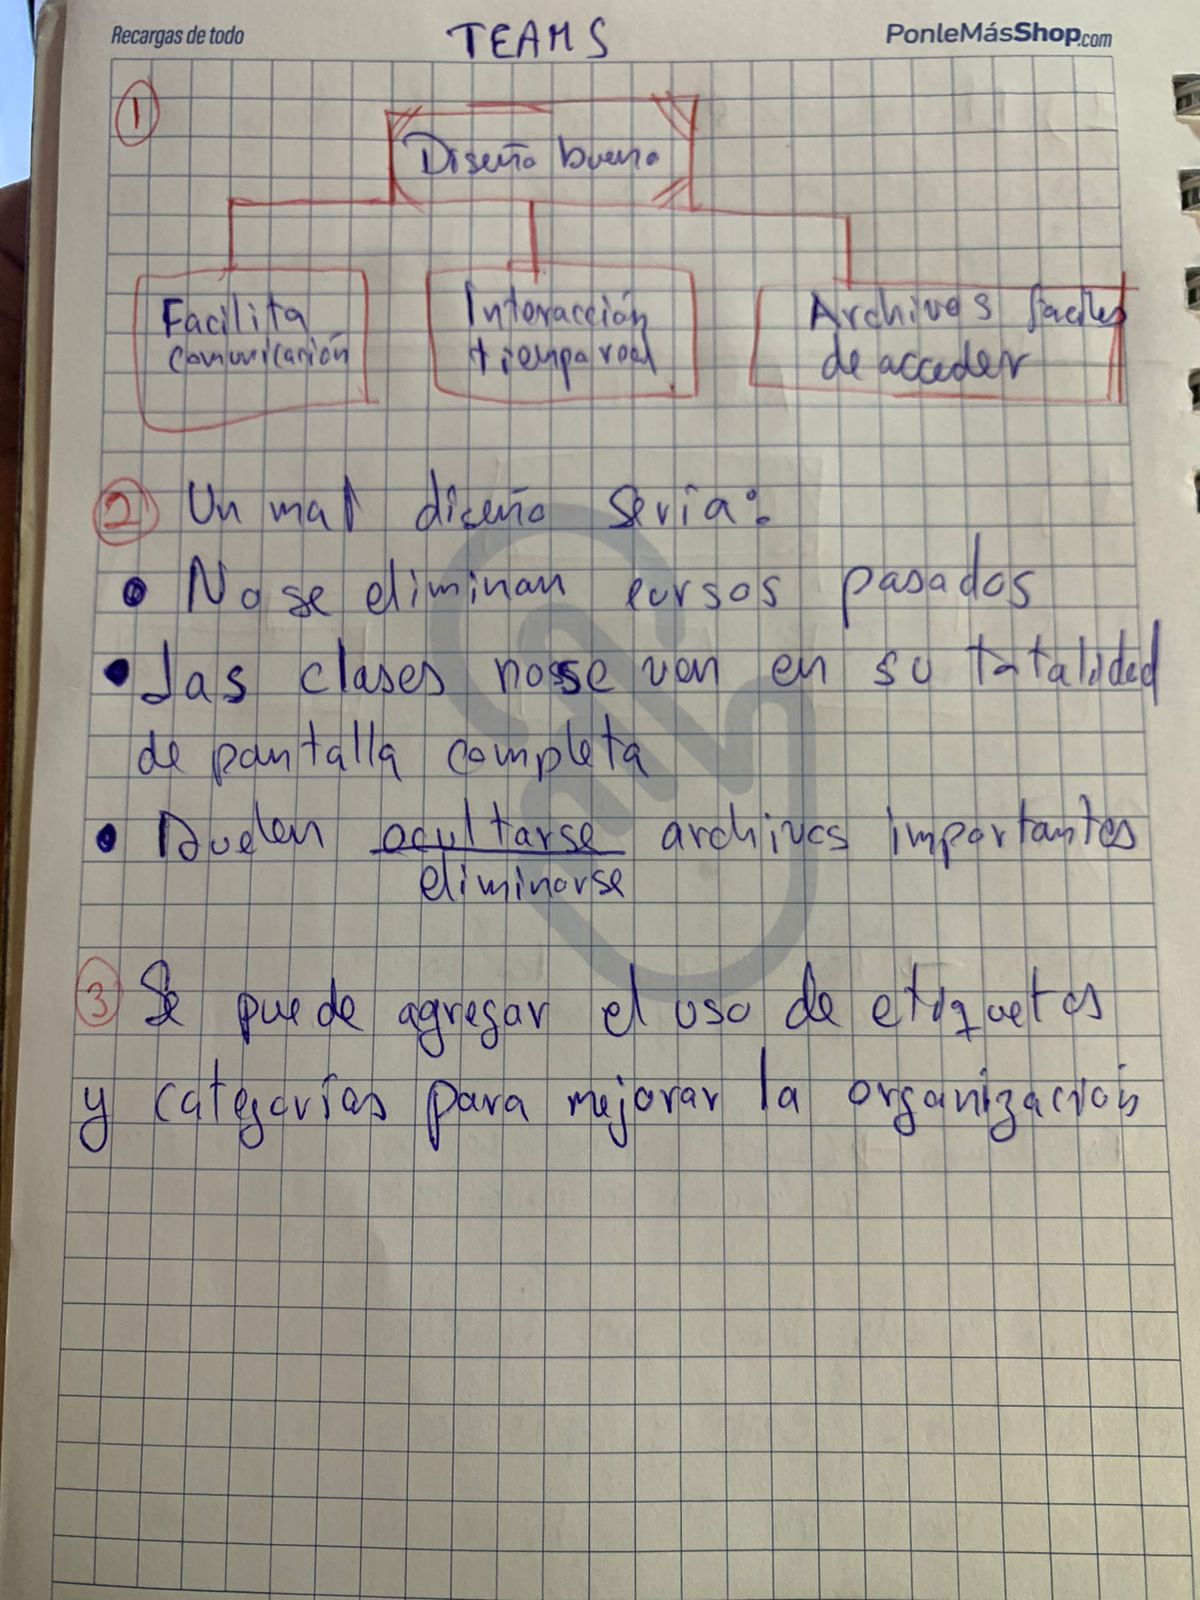 Recargas de todo
TEAMS
PonleMásShop.com
1
Diseño bueno
Facilita
comunicación
Interacción
tiempo real
Archivos faciles
de acceder
2 Un mal diseño sería:
• No se eliminan cursos pasados
• Las clases no se ven en su totalidad
de pantalla completa
• Suelen ocultarse archivos importantes
eliminarse
3 Se puede agregar el uso de etiquetas
y categorías para mejorar la organización